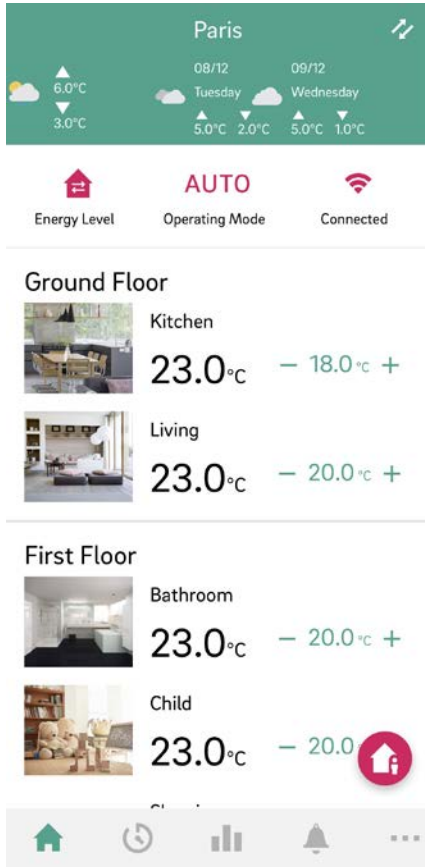 Paris
6.0°C
3.0°C
08/12
Tuesday
5.0°C 2.0°C
09/12
Wednesday
5.0°C 1.0°C
Energy Level
AUTO
Operating Mode
Connected
Ground Floor
Kitchen
23.0°C − 18.0 °C +
Living
23.0°C − 20.0 °C +
First Floor
Bathroom
23.0°C − 20.0 °C +
Child
23.0°C − 20.0